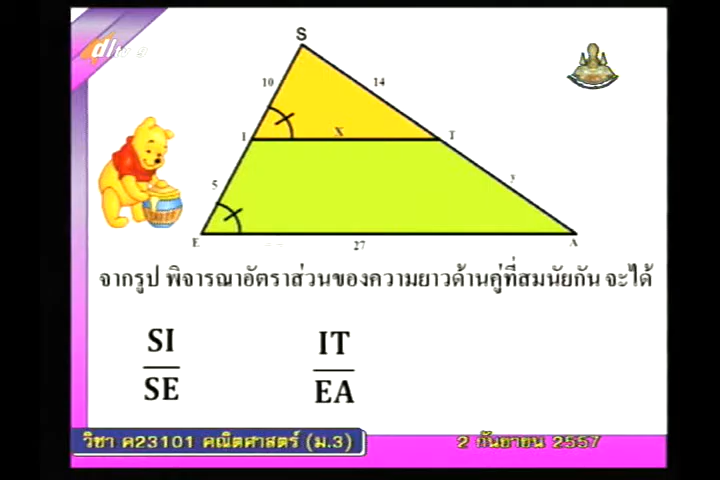 dltv 9
S
10
14
I
X
T
5
y
E
27
A
จากรูป พิจารณาอัตราส่วนของความยาวด้านคู่ที่สมนัยกัน จะได้
SI
IT
SE
EA
วิชา ค23101 คณิตศาสตร์ (ม.3)
2 กันยายน 2557